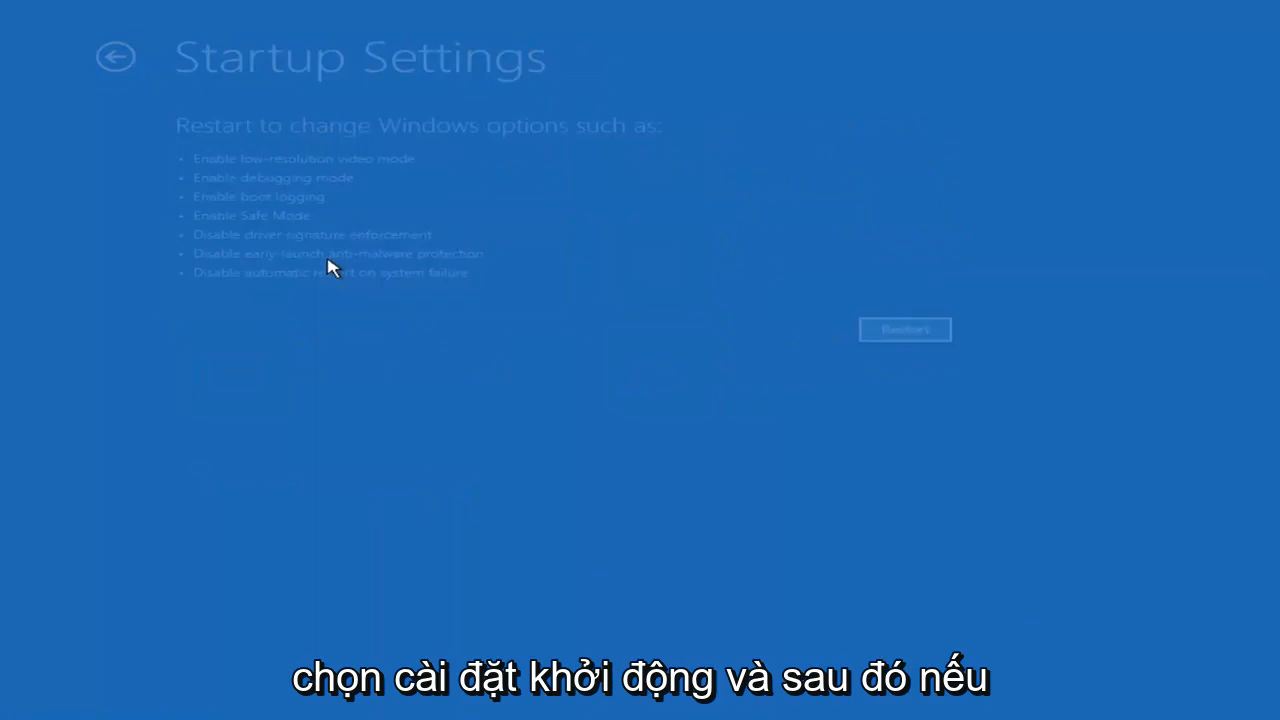 Startup Settings
Restart to change Windows options such as:
• Enable low-resolution video mode
• Enable debugging mode
• Enable boot logging
• Enable Safe Mode
• Disable driver signature enforcement
• Disable early-launch anti-malware protection
• Disable automatic restart on system failure
Restart
chọn cài đặt khởi động và sau đó nếu